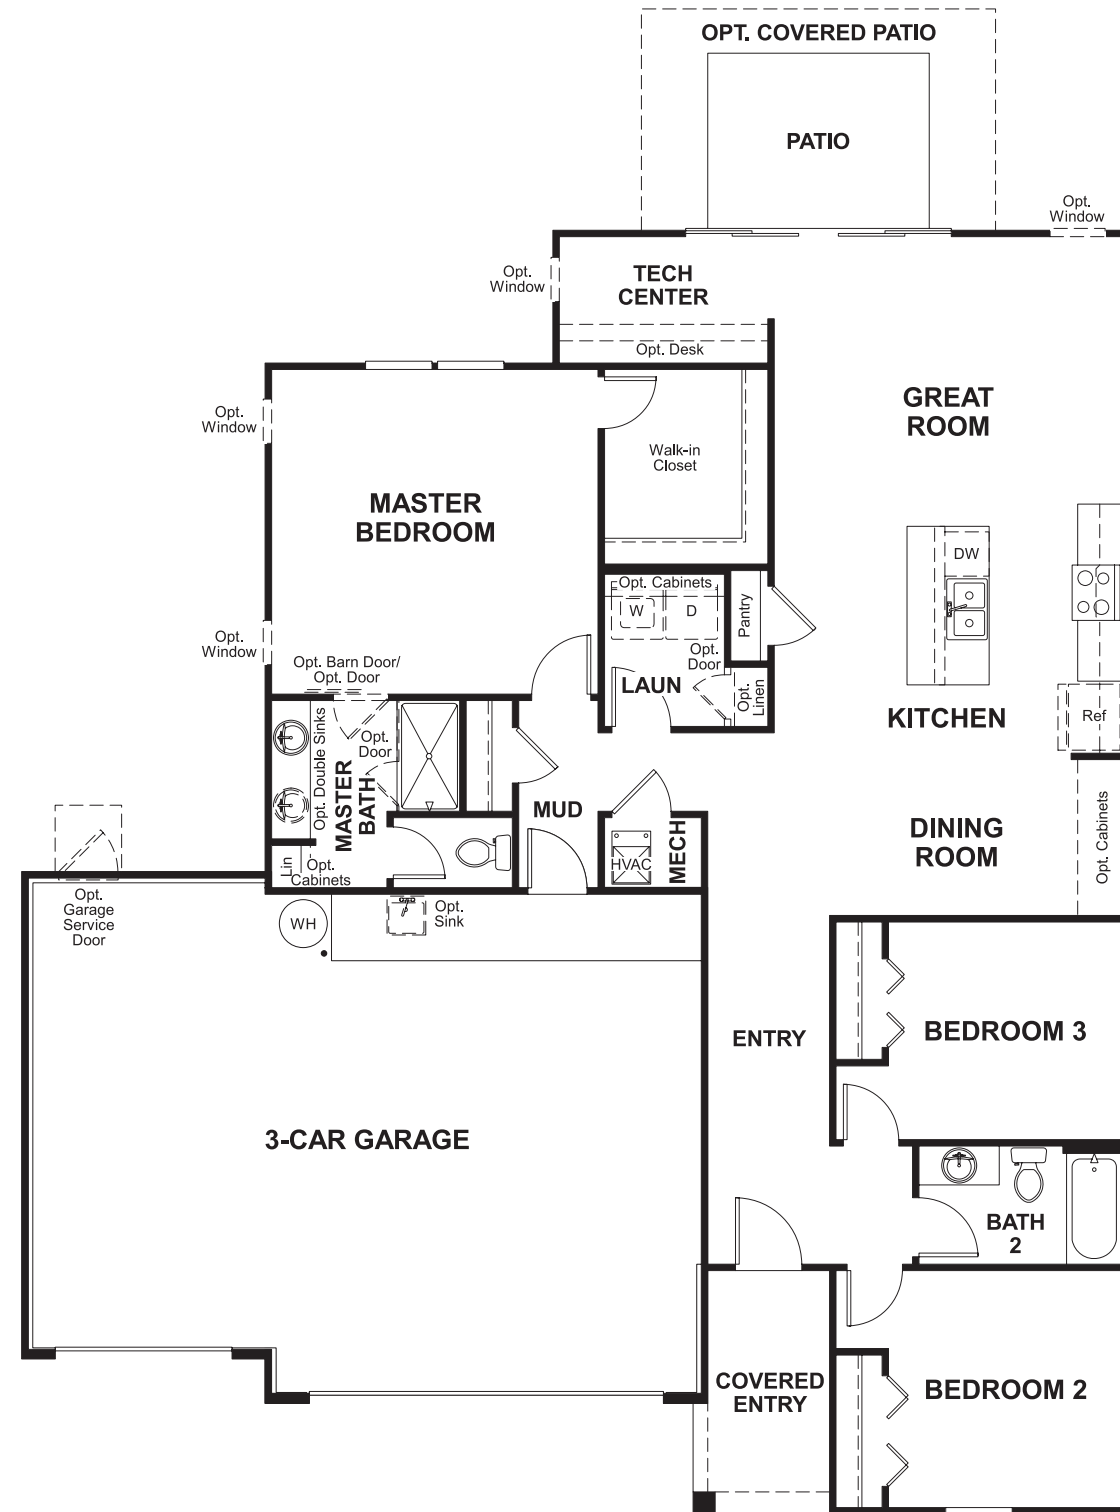 OPT. COVERED PATIO
PATIO
Opt.
Window
Opt.
Window
TECH
CENTER
Opt. Desk
GREAT
ROOM
Opt.
Window
Walk-in
Closet
MASTER
BEDROOM
DW
Opt. Cabinets
W
D
Pantry
Opt.
Window
Opt. Barn Door/
Opt. Door
Opt.
Door
LAUN
Opt.
Linen
KITCHEN
Ref
Opt. Double Sinks
Opt.
Door
MASTER
BATH
MUD
HVAC
MECH
DINING
ROOM
Opt. Cabinets
Lin
Opt.
Cabinets
Opt.
Garage
Service
Door
WH
Opt.
Sink
ENTRY
BEDROOM 3
3-CAR GARAGE
BATH
2
COVERED
ENTRY
BEDROOM 2